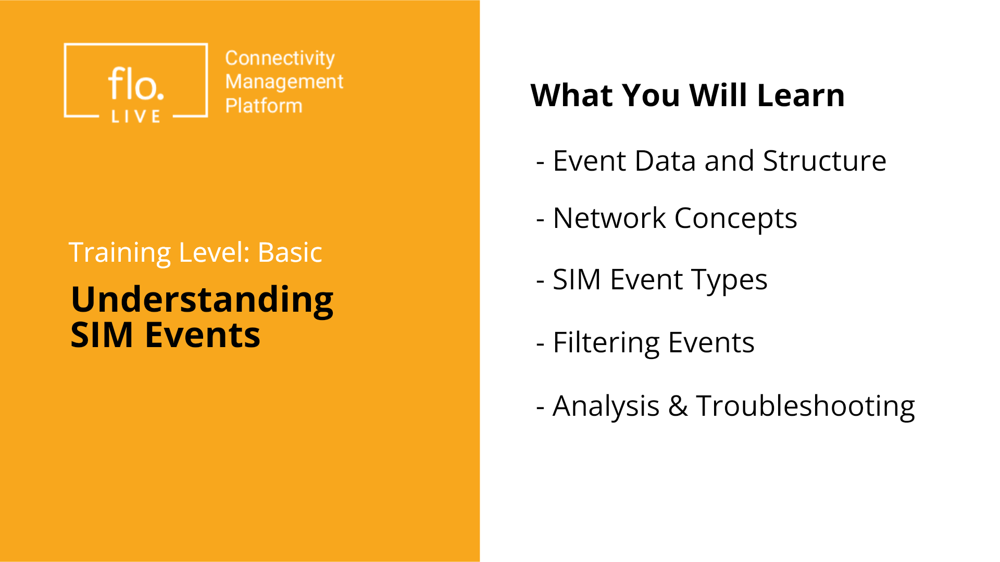 flo.
LIVE
Connectivity
Management
Platform
Training Level: Basic
Understanding
SIM Events
What You Will Learn
- Event Data and Structure
- Network Concepts
- SIM Event Types
- Filtering Events
- Analysis & Troubleshooting